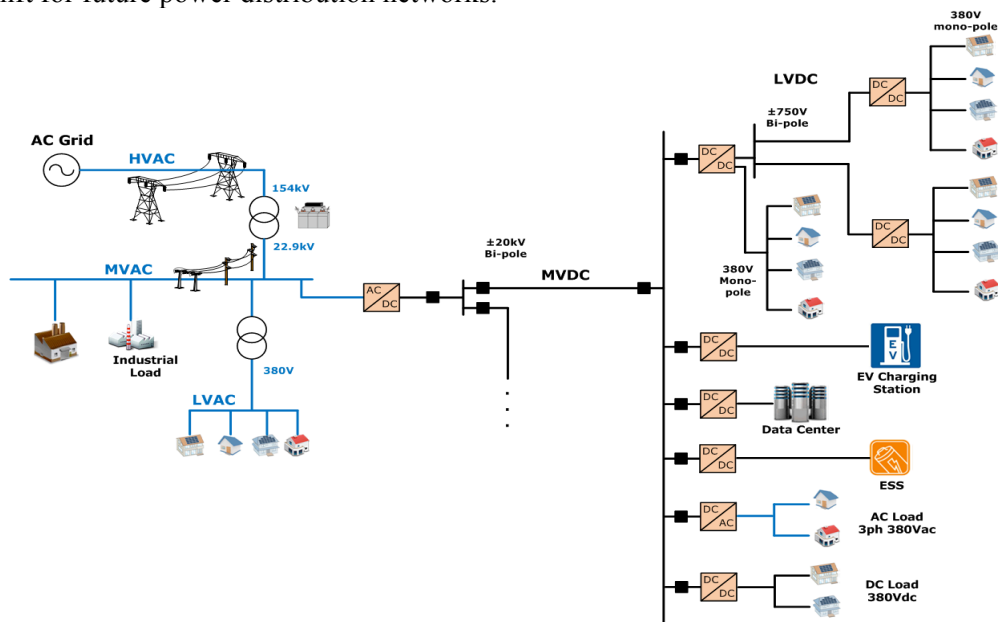 for future power distribution networks.
380V
mono-pole
LVDC
DC
DC
±750V
Bi-pole
AC Grid
HVAC
154kV
22.9kV
MVAC
Industrial
Load
380V
LVAC
AC
DC
±20kV
Bi-pole
MVDC
DC
DC
380V
Mono-
pole
DC
DC
DC
DC
E
V
EV Charging
Station
DC
DC
Data Center
DC
DC
ESS
DC
AC
AC Load
3ph 380Vac
DC
DC
DC Load
380Vdc